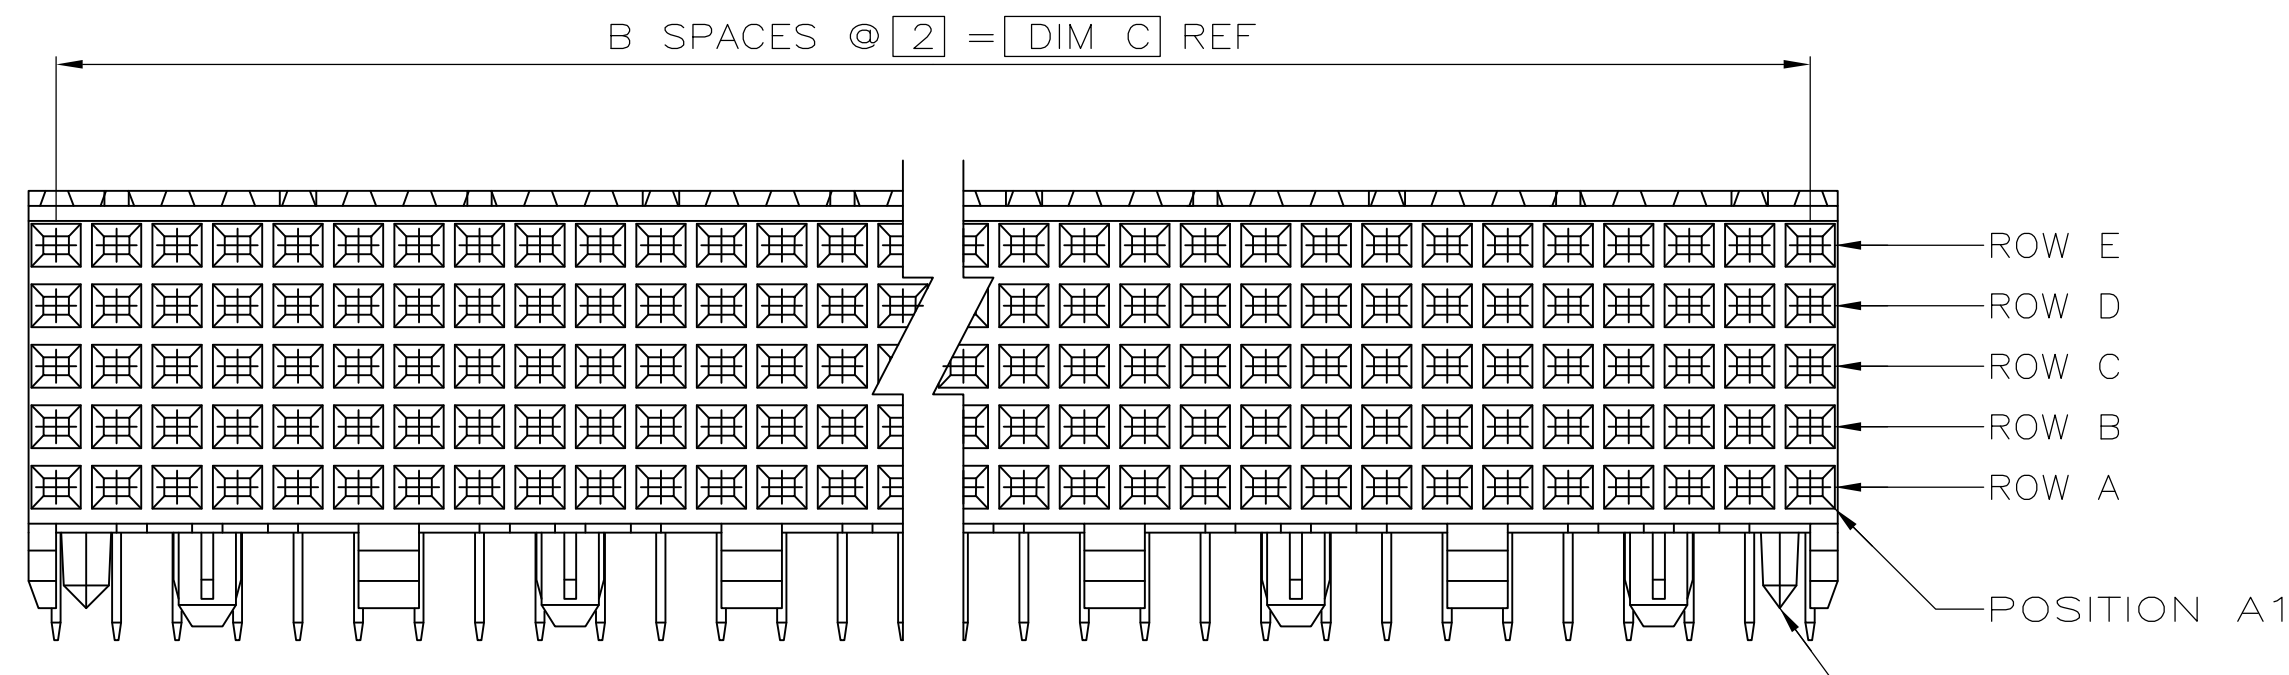 B SPACES @ 2 = DIM C REF
ROW E
ROW D
ROW C
ROW B
ROW A
POSITION A1